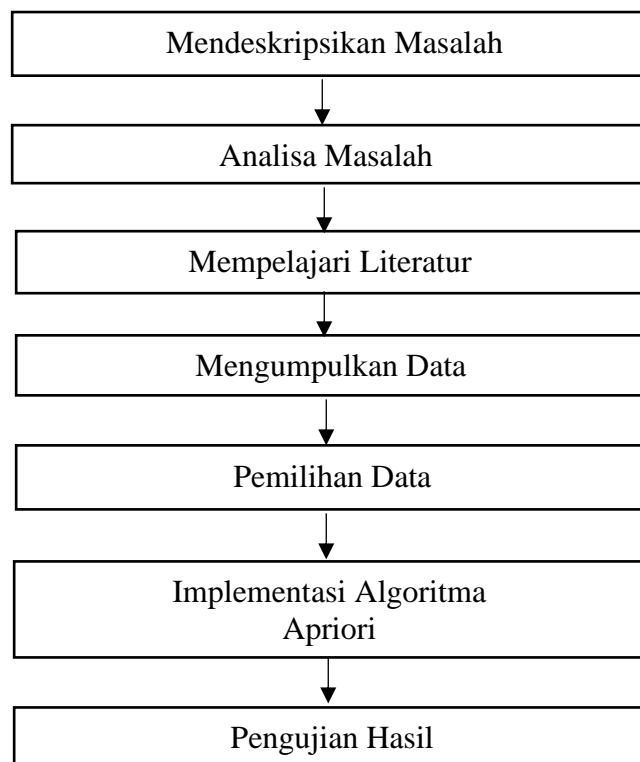 Mendeskripsikan Masalah
Analisa Masalah
Mempelajari Literatur
Mengumpulkan Data
Pemilihan Data
Implementasi Algoritma
Apriori
Pengujian Hasil